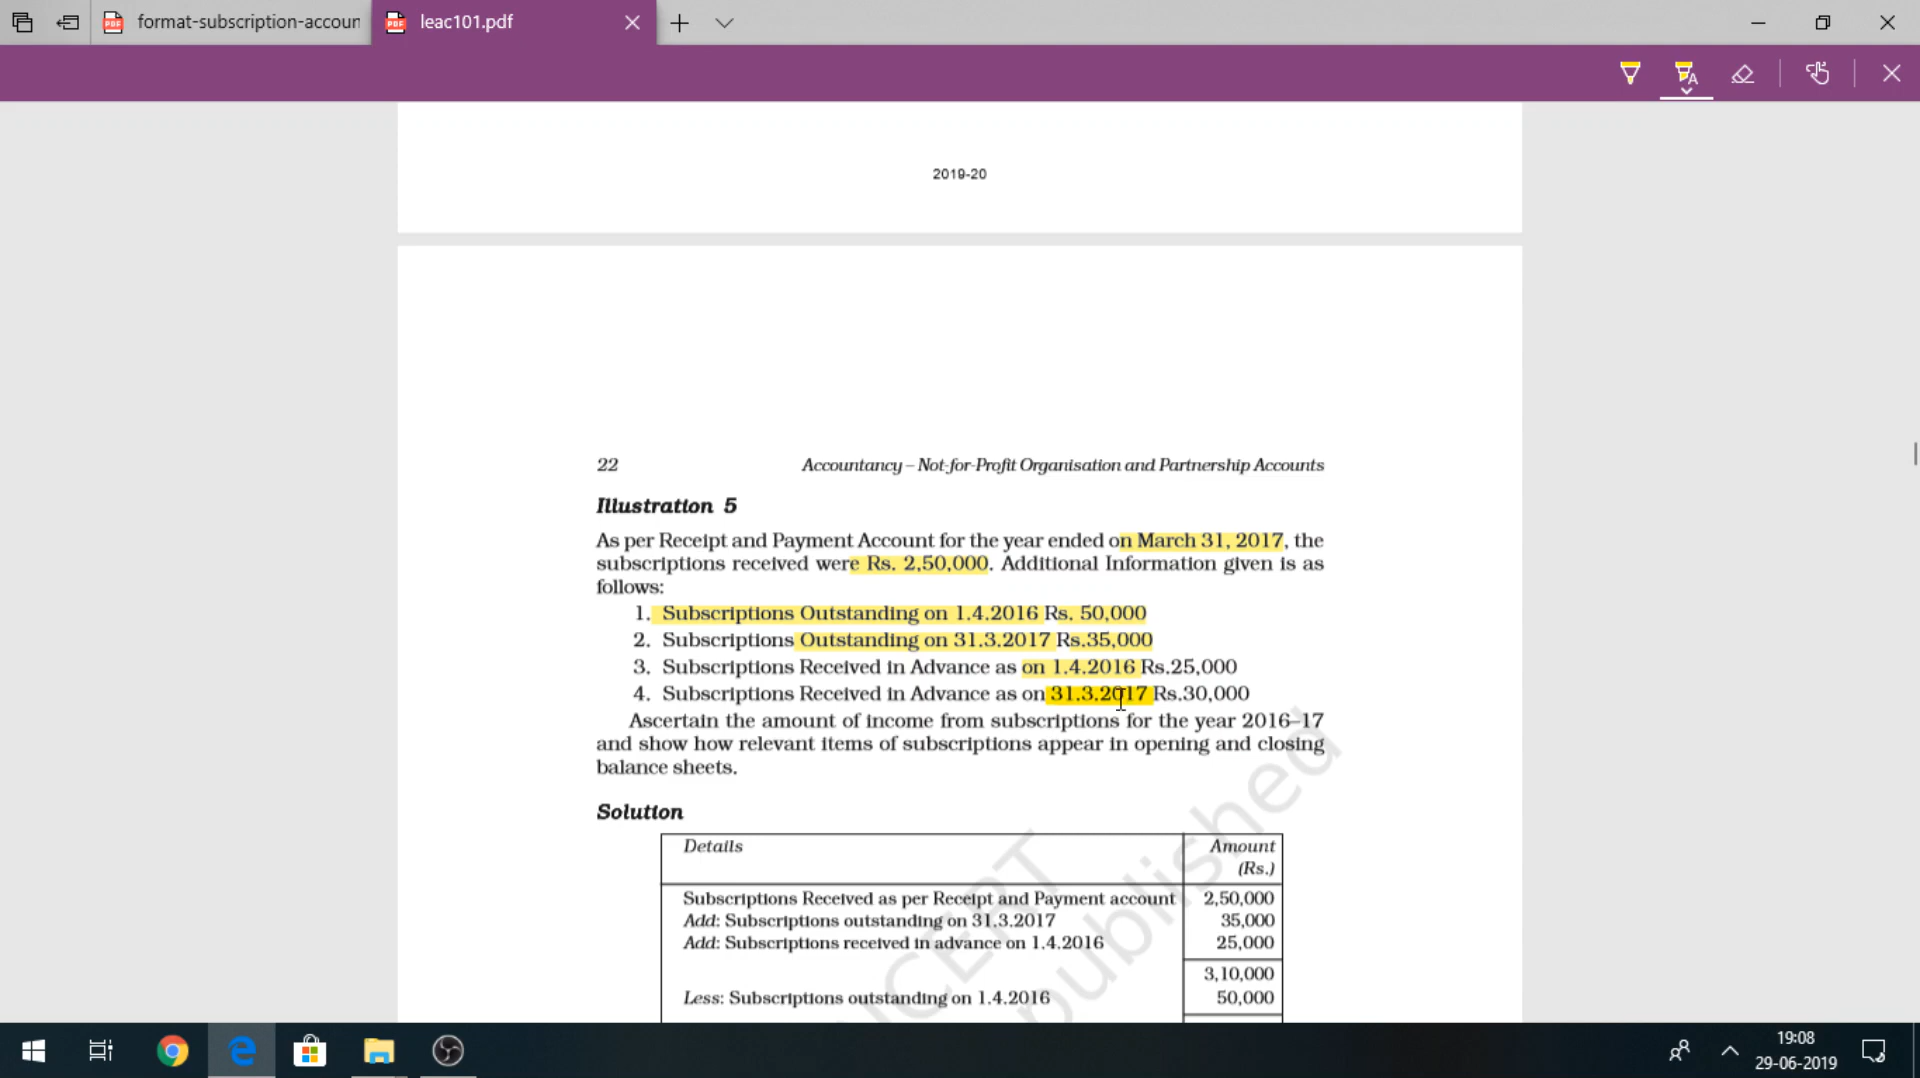 format-subscription-accoun
leac101.pdf
2019-20
22 Accountancy – Not-for-Profit Organisation and Partnership Accounts
Illustration 5
As per Receipt and Payment Account for the year ended on March 31, 2017, the
subscriptions received were Rs. 2,50,000. Additional Information given is as
follows:
1. Subscriptions Outstanding on 1.4.2016 Rs. 50,000
2. Subscriptions Outstanding on 31.3.2017 Rs.35,000
3. Subscriptions Received in Advance as on 1.4.2016 Rs.25,000
4. Subscriptions Received in Advance as on 31.3.2017 Rs.30,000
Ascertain the amount of income from subscriptions for the year 2016–17
and show how relevant items of subscriptions appear in opening and closing
balance sheets.
Solution
Details Amount
(Rs.)
Subscriptions Received as per Receipt and Payment account 2,50,000
Add: Subscriptions outstanding on 31.3.2017 35,000
Add: Subscriptions received in advance on 1.4.2016 25,000
3,10,000
Less: Subscriptions outstanding on 1.4.2016 50,000
NCERT
published
19:08
29-06-2019